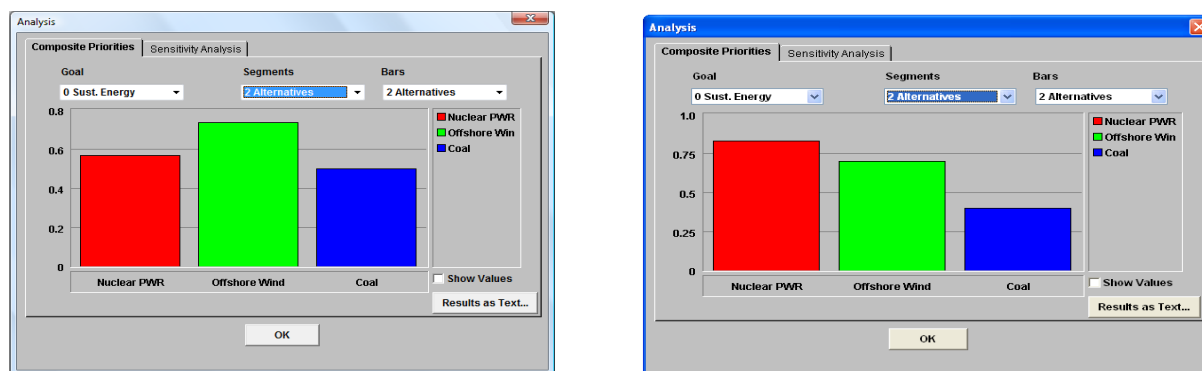 Analysis
Composite Priorities
Sensitivity Analysis
Goal
Segments
Bars
0 Sust. Energy
2 Alternatives
2 Alternatives
0.8
0.6
0.4
0.2
0
Nuclear PWR
Offshore Win
Coal
Nuclear PWR
Offshore Wind
Coal
Show Values
Results as Text...
OK
Analysis
Composite Priorities
Sensitivity Analysis
Goal
Segments
Bars
0 Sust. Energy
2 Alternatives
2 Alternatives
1.0
0.75
0.5
0.25
0
Nuclear PWR
Offshore Win
Coal
Nuclear PWR
Offshore Wind
Coal
Show Values
Results as Text...
OK